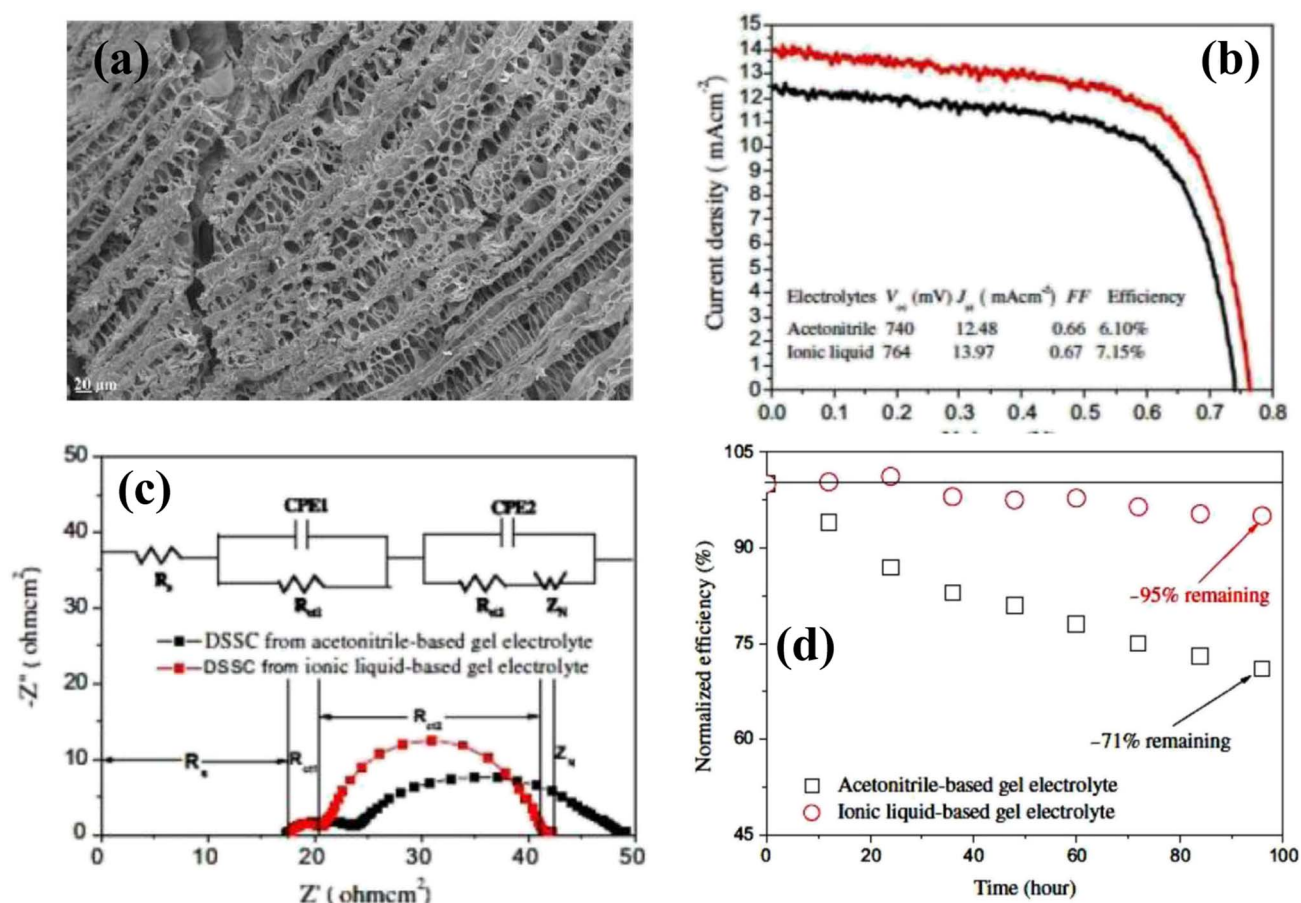 (a)
20 µm
(b)
Current density ( mAcm⁻²)
15
14
13
12
11
10
9
8
7
6
5
4
3
2
1
0
0.0 0.1 0.2 0.3 0.4 0.5 0.6 0.7 0.8
Electrolytes V (mV) J ( mAcm⁻²) FF Efficiency
Acetonitrile 740 12.48 0.66 6.10%
Ionic liquid 764 13.97 0.67 7.15%
(c)
-Z" ( ohmcm²)
50
40
30
20
10
0
0 10 20 30 40 50
Z' ( ohmcm²)
CPE1
CPE2
Rct1
Rct2
Z_N
DSSC from acetonitrile-based gel electrolyte
DSSC from ionic liquid-based gel electrolyte
R_s
Rct1
Rct2
Z_N
(d)
Normalized efficiency (%)
105
90
75
60
45
0 20 40 60 80 100
Time (hour)
~95% remaining
~71% remaining
Acetonitrile-based gel electrolyte
Ionic liquid-based gel electrolyte